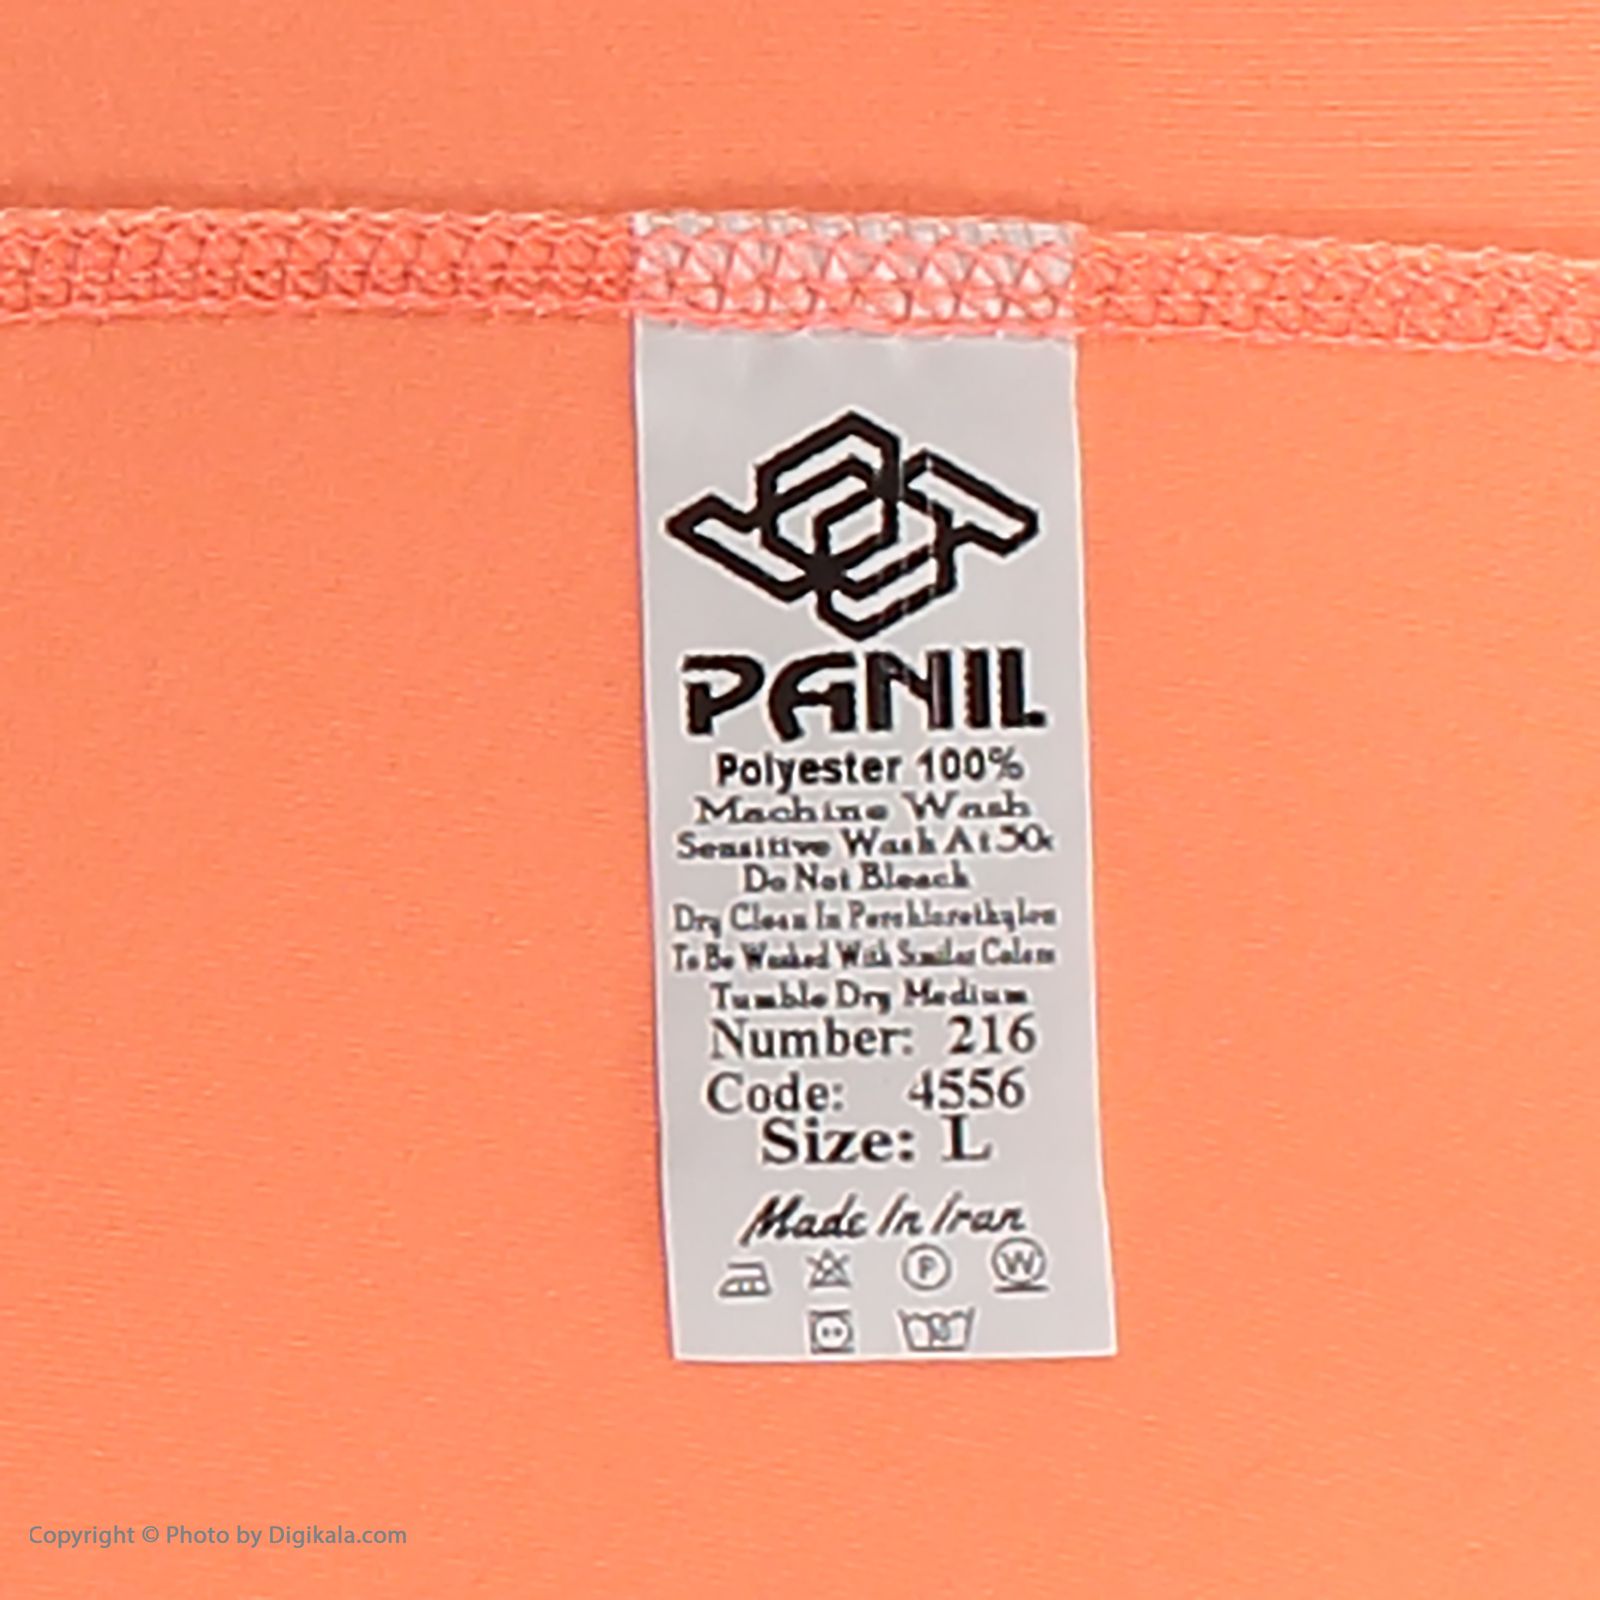 PANIL
Polyester 100%
Machine Wash
Sensitive Wash At 30c
Do Not Bleach
Dry Clean In Perchlorethylen
To Be Washed With Similar Colors
Tumble Dry Medium
Number: 216
Code: 4556
Size: L
Made In Iran
P W
Copyright © Photo by Digikala.com